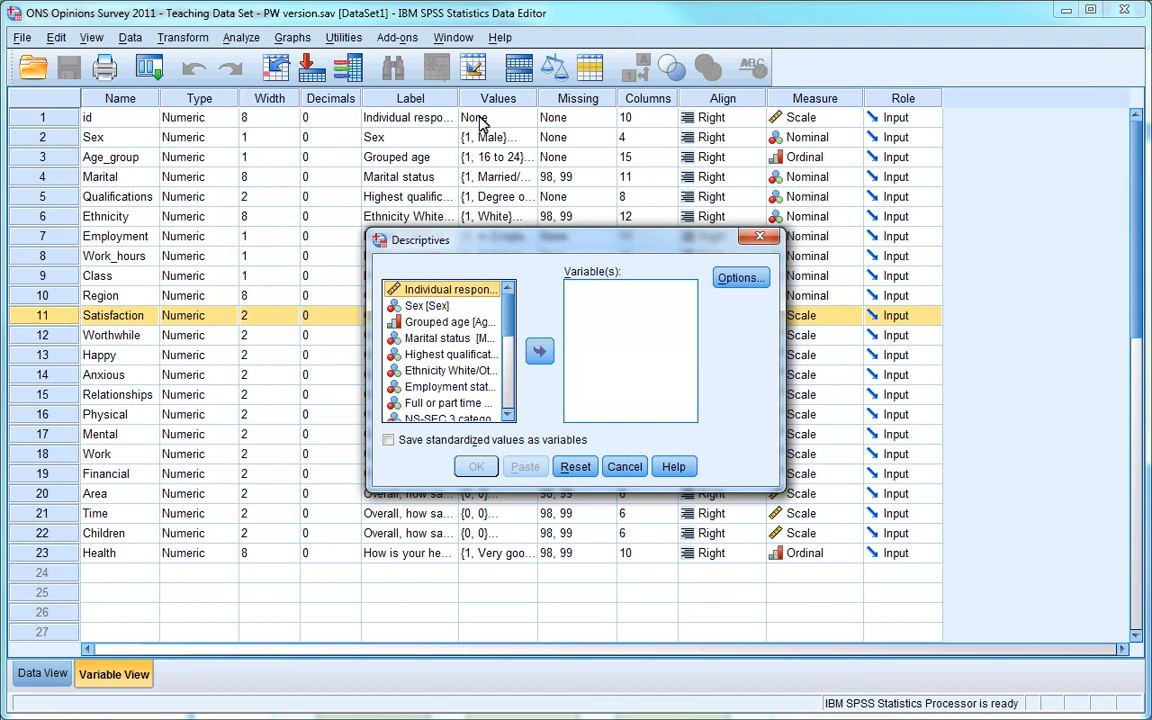 ONS Opinions Survey 2011 - Teaching Data Set - PW version.sav [DataSet1] - IBM SPSS Statistics Data Editor
File Edit View Data Transform Analyze Graphs Utilities Add-ons Window Help
Name Type Width Decimals Label Values Missing Columns Align Measure Role
1 id Numeric 8 0 Individual respo... None None 10 Right Scale Input
2 Sex Numeric 1 0 Sex {1, Male}... None 4 Right Nominal Input
3 Age_group Numeric 1 0 Grouped age {1, 16 to 24}... None 15 Right Ordinal Input
4 Marital Numeric 8 0 Marital status {1, Married/... 98, 99 11 Right Nominal Input
5 Qualifications Numeric 2 0 Highest qualific... {1, Degree o... None 8 Right Nominal Input
6 Ethnicity Numeric 8 0 Ethnicity White... {1, White}... 98, 99 12 Right Nominal Input
7 Employment Numeric 1 0 Nominal Input
8 Work_hours Numeric 1 0 Nominal Input
9 Class Numeric 1 0 Nominal Input
10 Region Numeric 8 0 Nominal Input
11 Satisfaction Numeric 2 0 Scale Input
12 Worthwhile Numeric 2 0 Scale Input
13 Happy Numeric 2 0 Scale Input
14 Anxious Numeric 2 0 Scale Input
15 Relationships Numeric 2 0 Scale Input
16 Physical Numeric 2 0 Scale Input
17 Mental Numeric 2 0 Scale Input
18 Work Numeric 2 0 Scale Input
19 Financial Numeric 2 0 Scale Input
20 Area Numeric 2 0 Overall, how sa... {0, 0}... 98, 99 6 Right Scale Input
21 Time Numeric 2 0 Overall, how sa... {0, 0}... 98, 99 6 Right Scale Input
22 Children Numeric 2 0 Overall, how sa... {0, 0}... 98, 99 6 Right Scale Input
23 Health Numeric 8 0 How is your he... {1, Very goo... 98, 99 10 Right Ordinal Input
24
25
26
27
Descriptives
Variable(s):
Options...
Individual respon...
Sex [Sex]
Grouped age [Ag...
Marital status [M...
Highest qualificat...
Ethnicity White/Ot...
Employment stat...
Full or part time ...
NS-SEC 3 catego...
Save standardized values as variables
OK Paste Reset Cancel Help
Data View Variable View
IBM SPSS Statistics Processor is ready